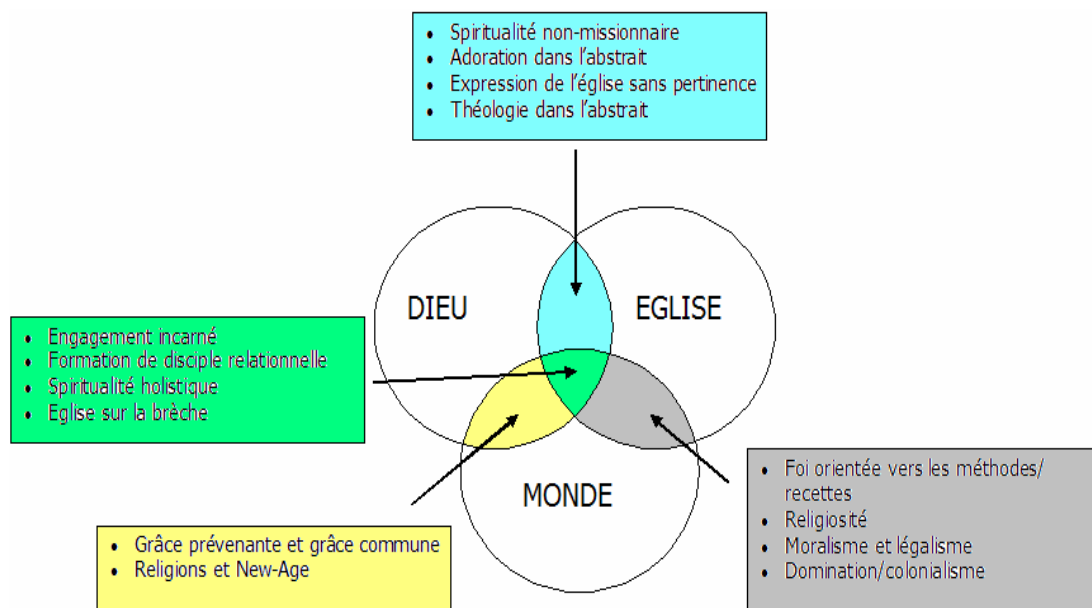 • Spiritualité non-missionnaire
• Adoration dans l'abstrait
• Expression de l'église sans pertinence
• Théologie dans l'abstrait
DIEU
EGLISE
• Engagement incarné
• Formation de disciple relationnelle
• Spiritualité holistique
• Eglise sur la brèche
MONDE
• Foi orientée vers les méthodes/
recettes
• Religiosité
• Moralisme et légalisme
• Domination/colonialisme
• Grâce prévenante et grâce commune
• Religions et New-Age